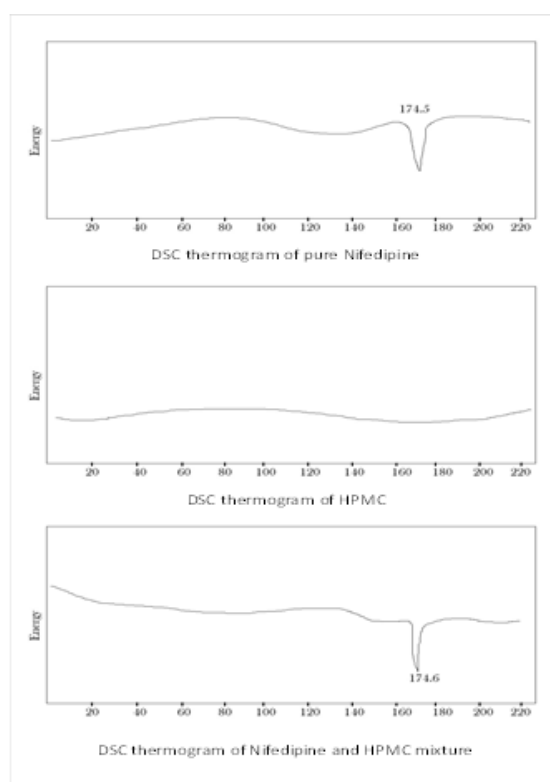 174.5
Energy
20 40 60 80 100 120 140 160 180 200 220
DSC thermogram of pure Nifedipine
Energy
20 40 60 80 100 120 140 160 180 200 220
DSC thermogram of HPMC
Energy
174.6
20 40 60 80 100 120 140 160 180 200 220
DSC thermogram of Nifedipine and HPMC mixture